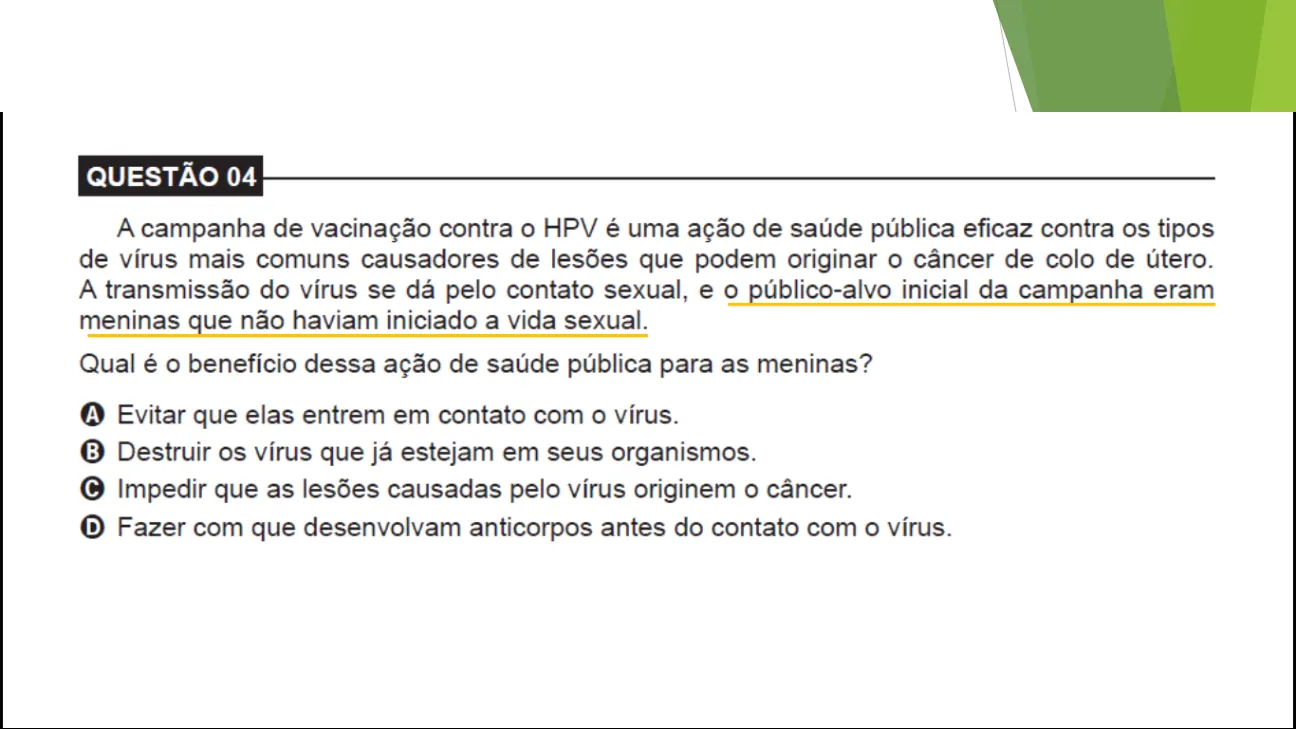 QUESTÃO 04
A campanha de vacinação contra o HPV é uma ação de saúde pública eficaz contra os tipos
de vírus mais comuns causadores de lesões que podem originar o câncer de colo de útero.
A transmissão do vírus se dá pelo contato sexual, e o público-alvo inicial da campanha eram
meninas que não haviam iniciado a vida sexual.
Qual é o benefício dessa ação de saúde pública para as meninas?
A Evitar que elas entrem em contato com o vírus.
B Destruir os vírus que já estejam em seus organismos.
C Impedir que as lesões causadas pelo vírus originem o câncer.
D Fazer com que desenvolvam anticorpos antes do contato com o vírus.